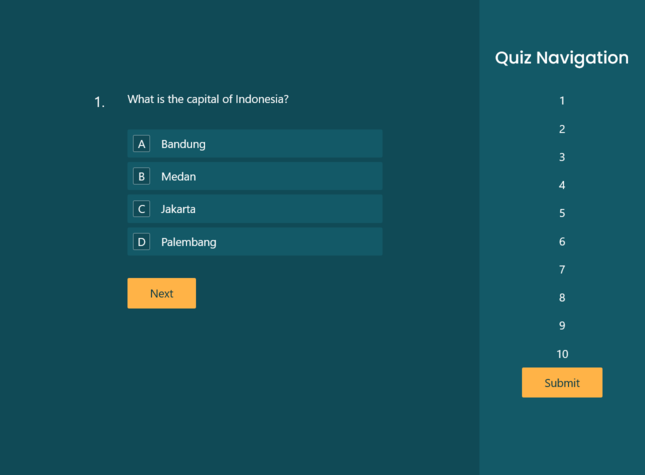 1. What is the capital of Indonesia?
A Bandung
B Medan
C Jakarta
D Palembang
Next
Quiz Navigation
1
2
3
4
5
6
7
8
9
10
Submit